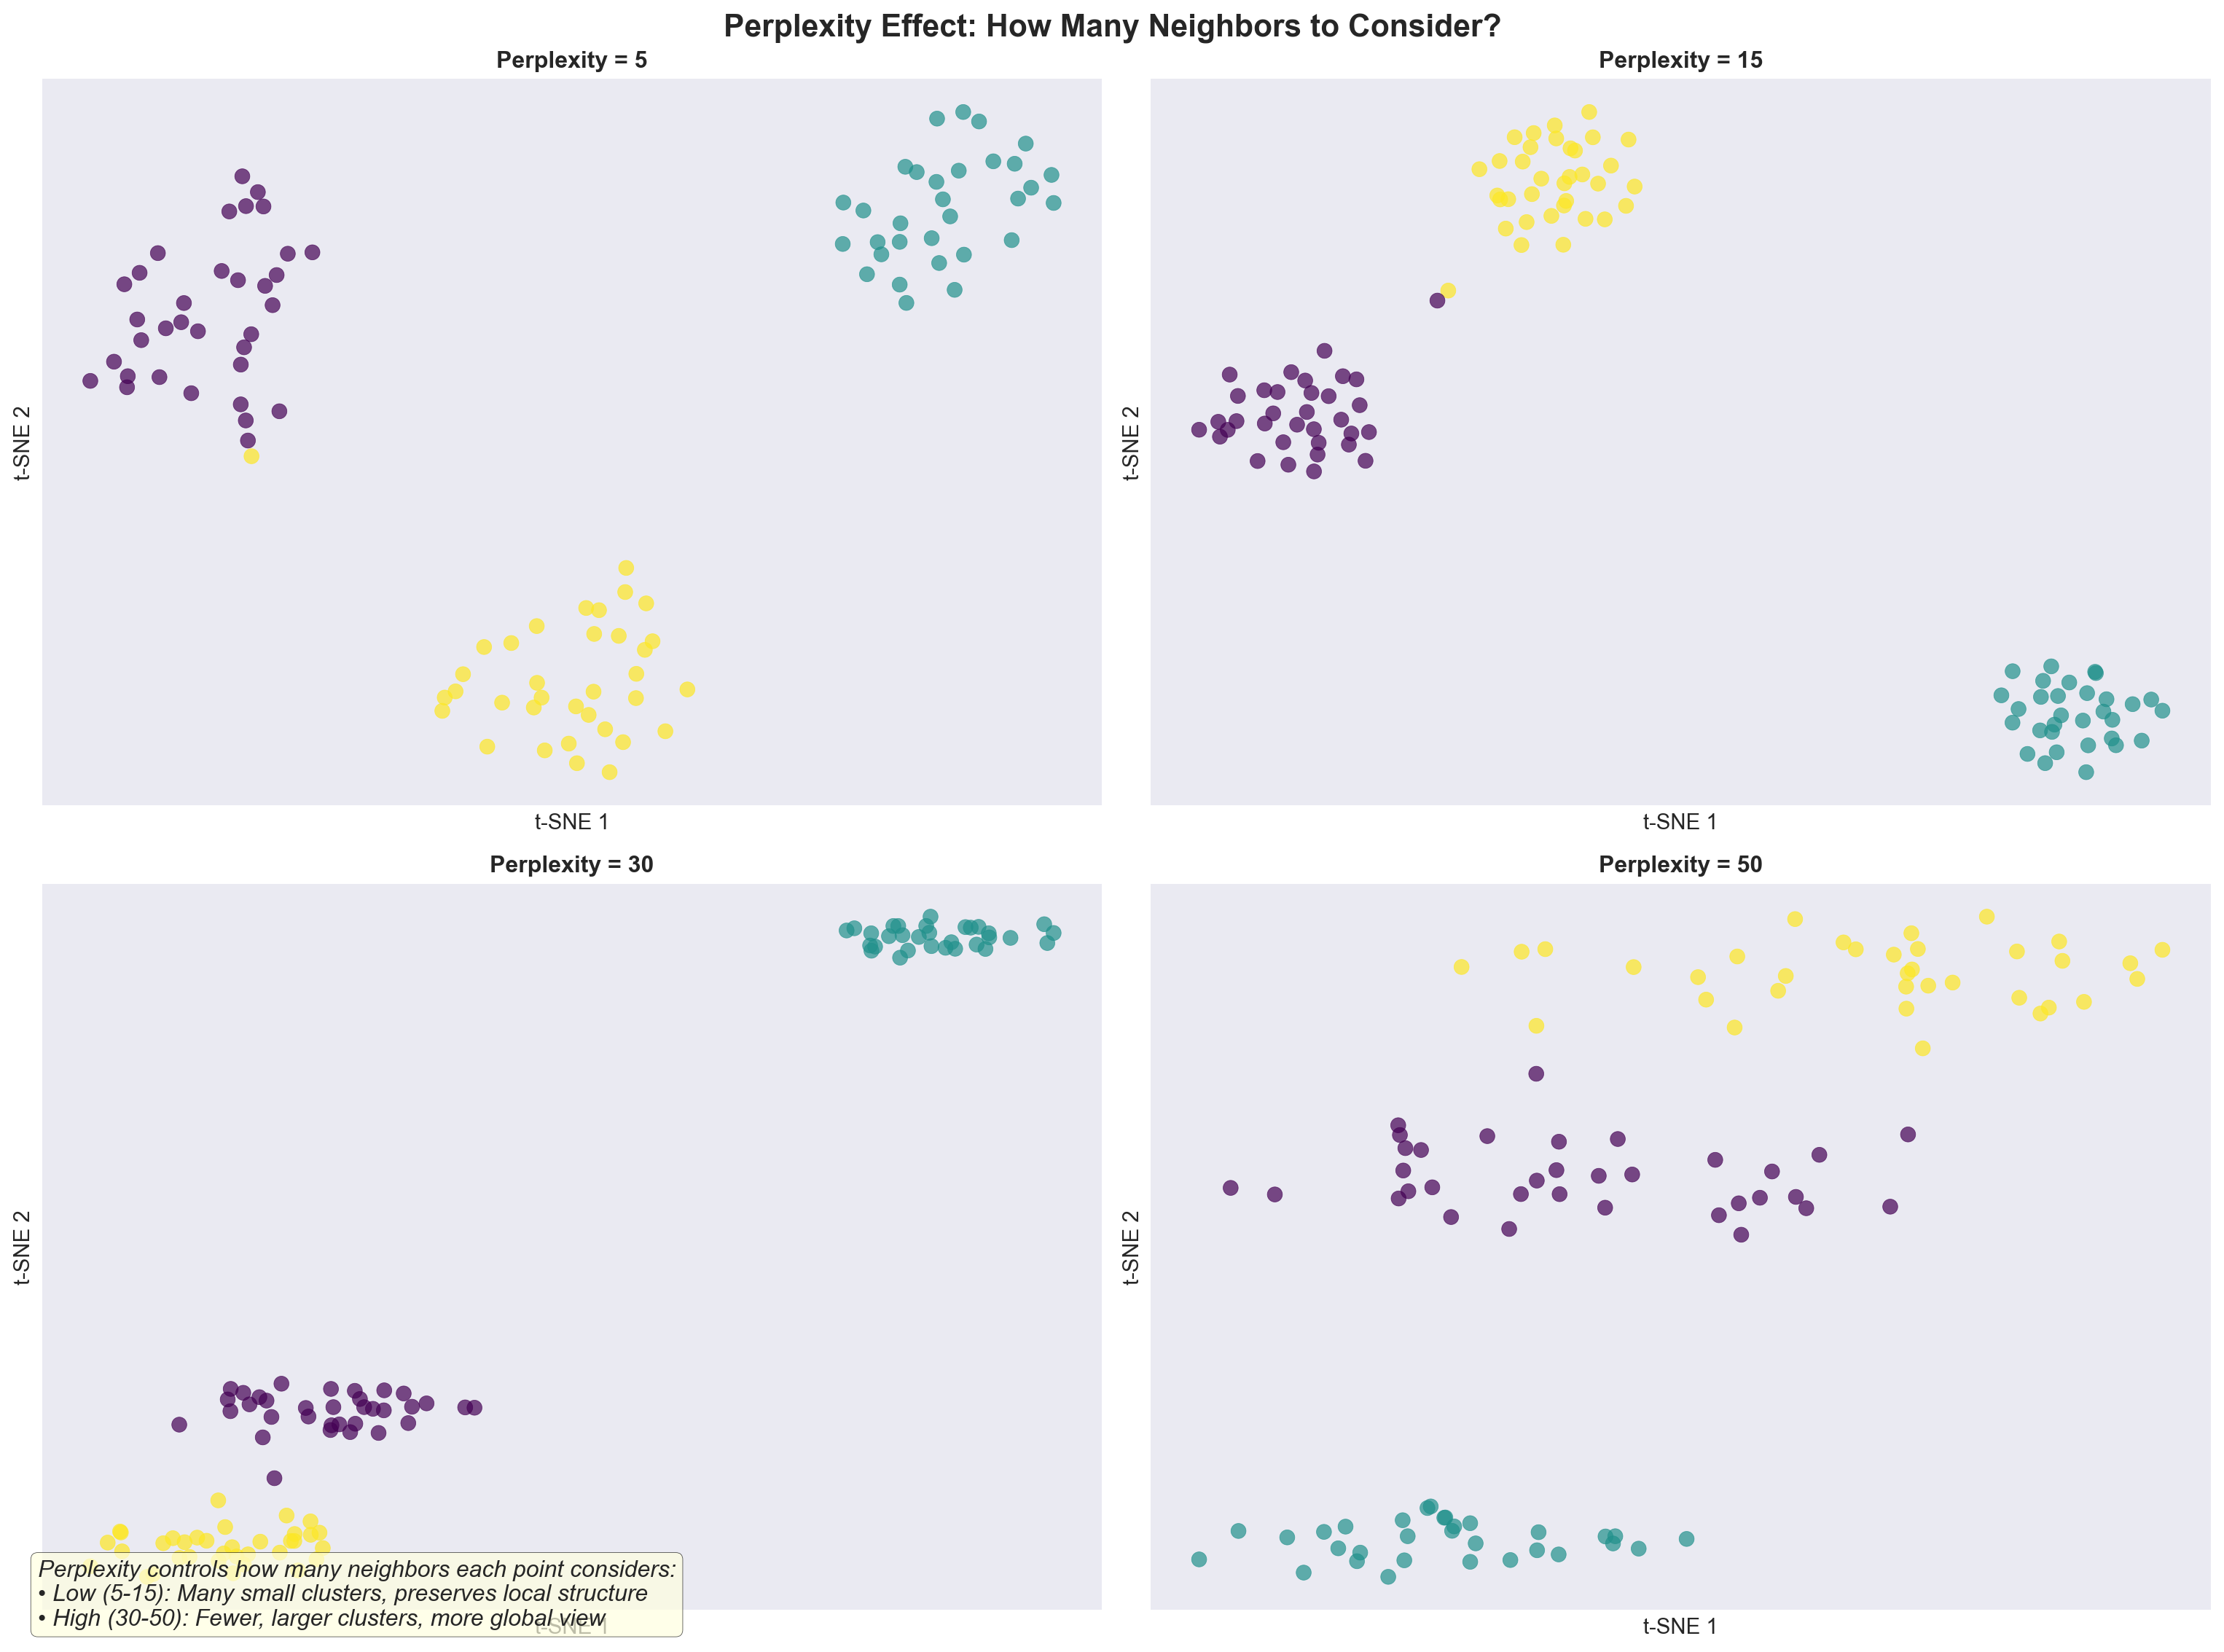 Perplexity Effect: How Many Neighbors to Consider?
Perplexity = 5
t-SNE 2
t-SNE 1
Perplexity = 15
t-SNE 2
t-SNE 1
Perplexity = 30
t-SNE 2
t-SNE 1
Perplexity = 50
t-SNE 2
t-SNE 1
Perplexity controls how many neighbors each point considers:
• Low (5-15): Many small clusters, preserves local structure
• High (30-50): Fewer, larger clusters, more global view